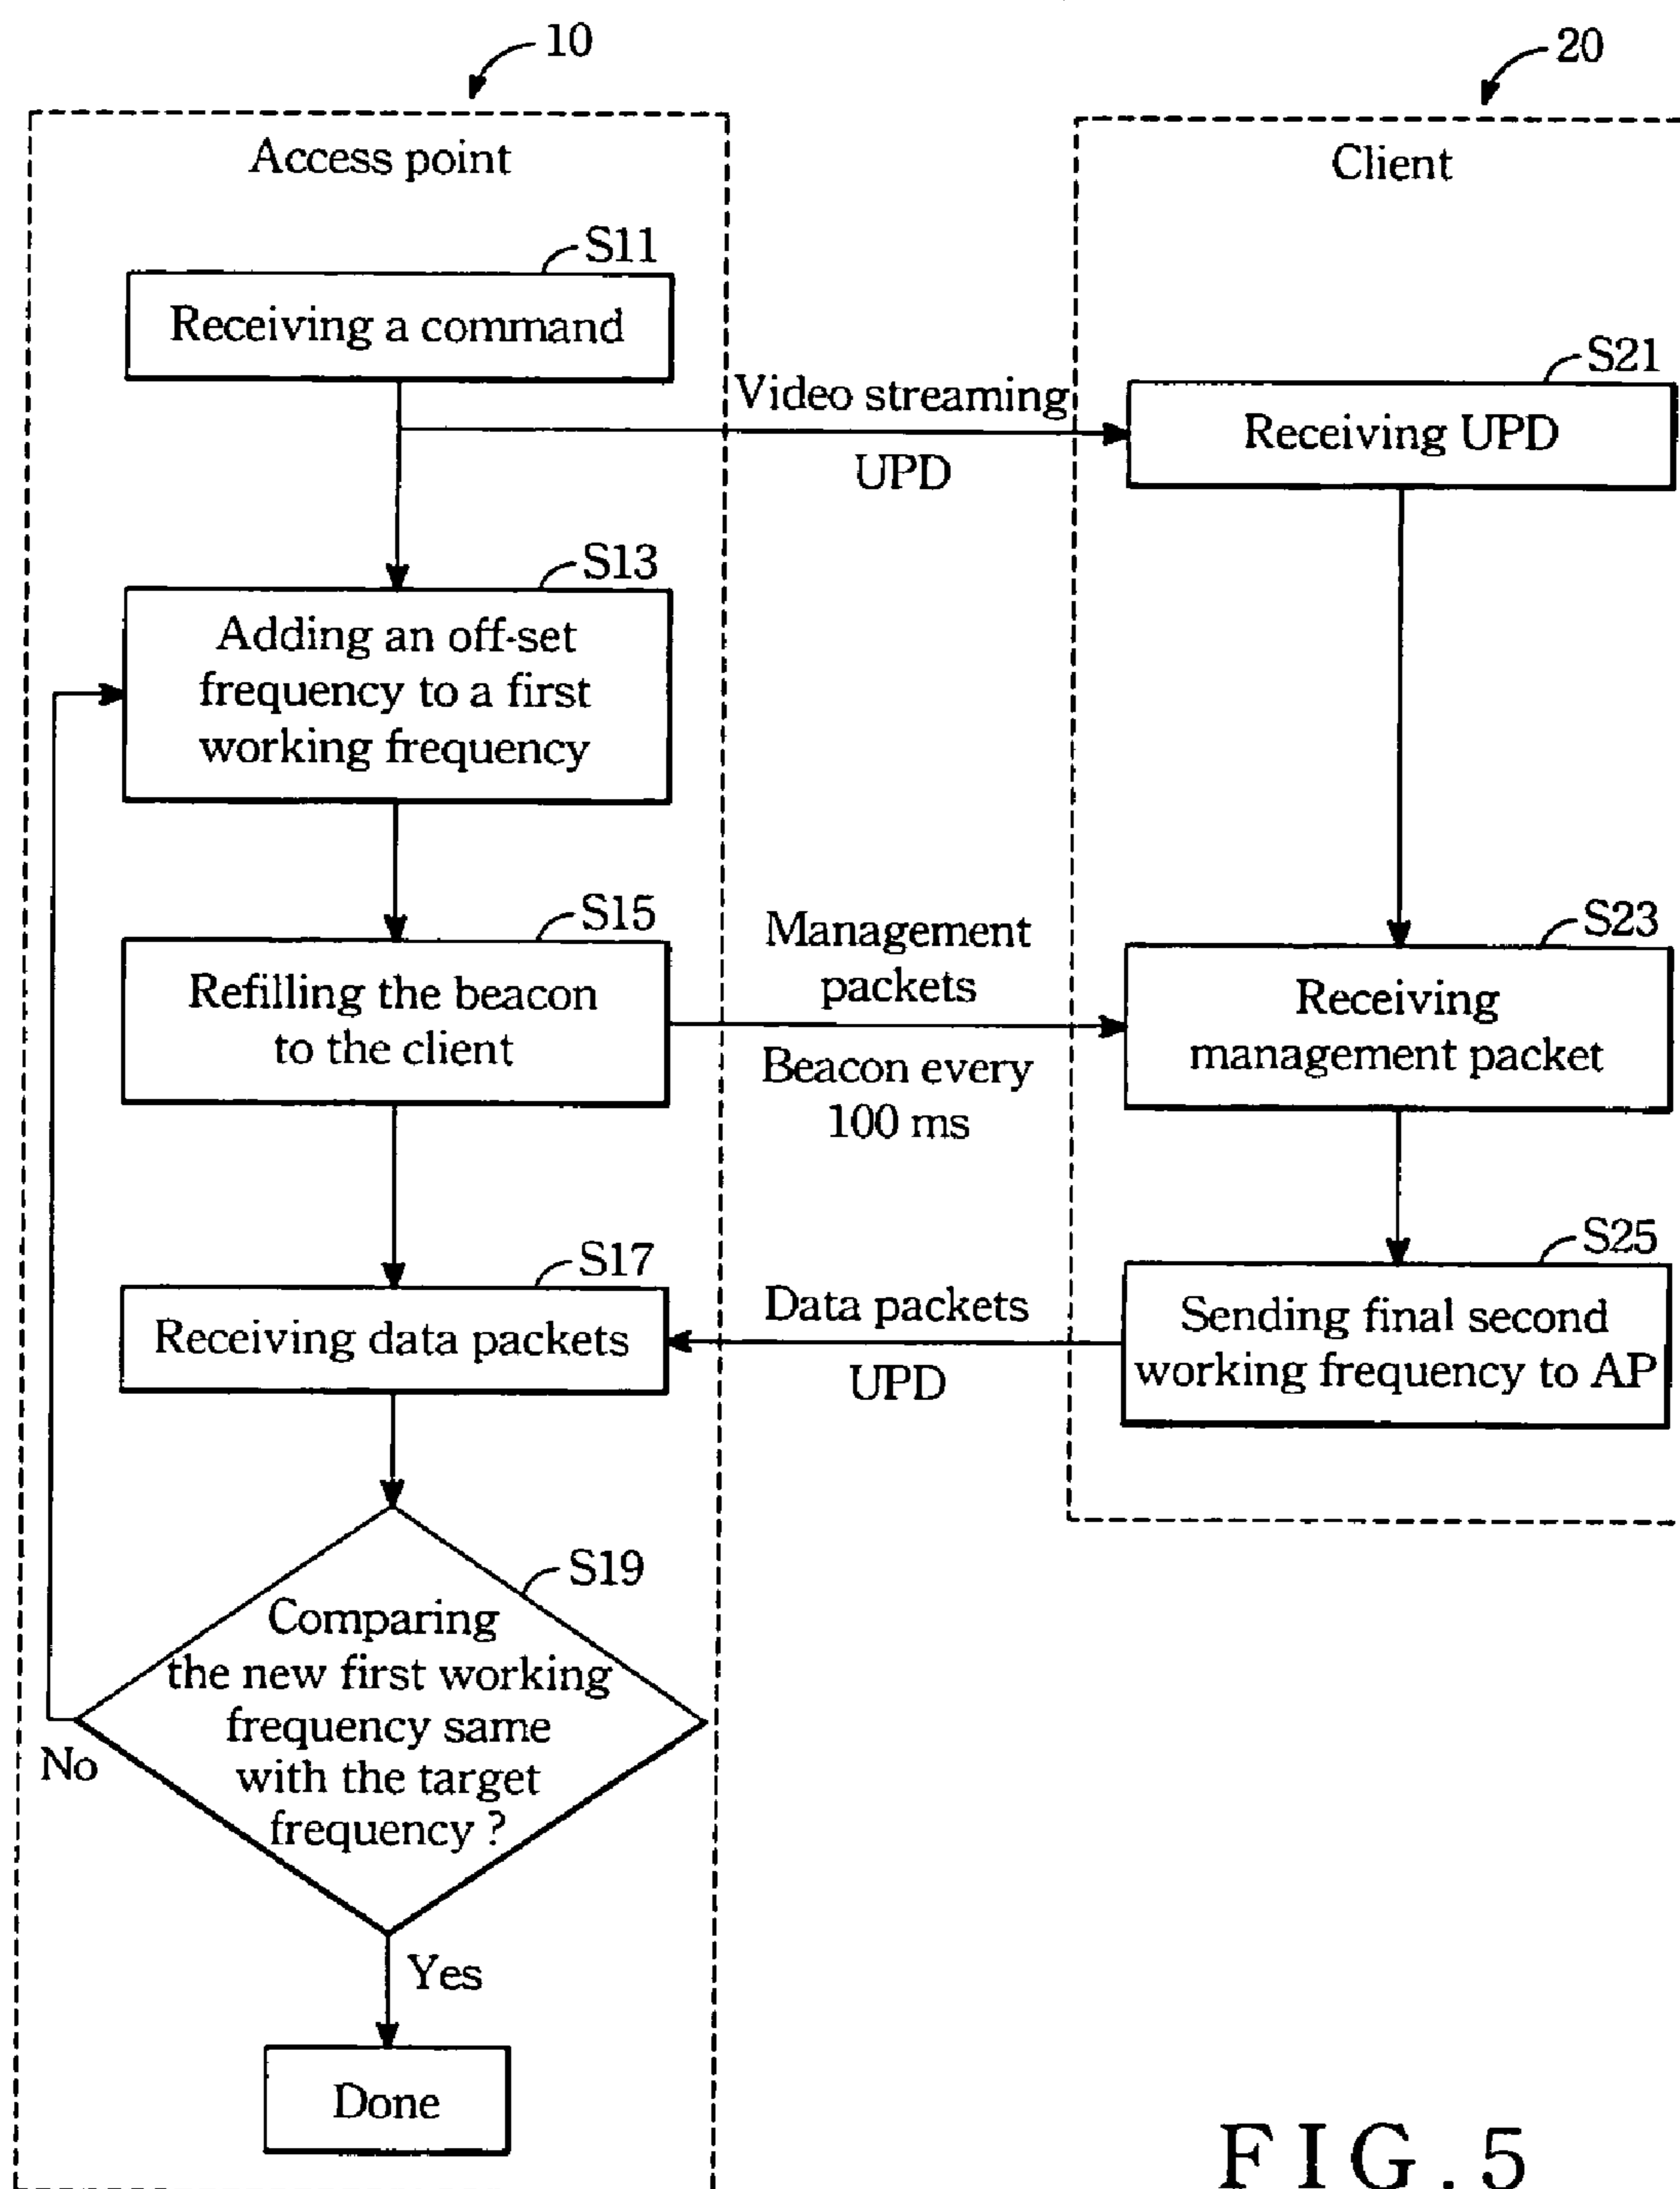 10
20
Access point
Client
S11
Receiving a command
S21
Video streaming
Receiving UPD
UPD
S13
Adding an off-set
frequency to a first
working frequency
S15
Refilling the beacon
to the client
Management
packets
Beacon every
100 ms
S23
Receiving
management packet
S17
Receiving data packets
Data packets
UPD
S25
Sending final second
working frequency to AP
S19
Comparing
the new first working
frequency same
with the target
frequency ?
No
Yes
Done
FIG.5